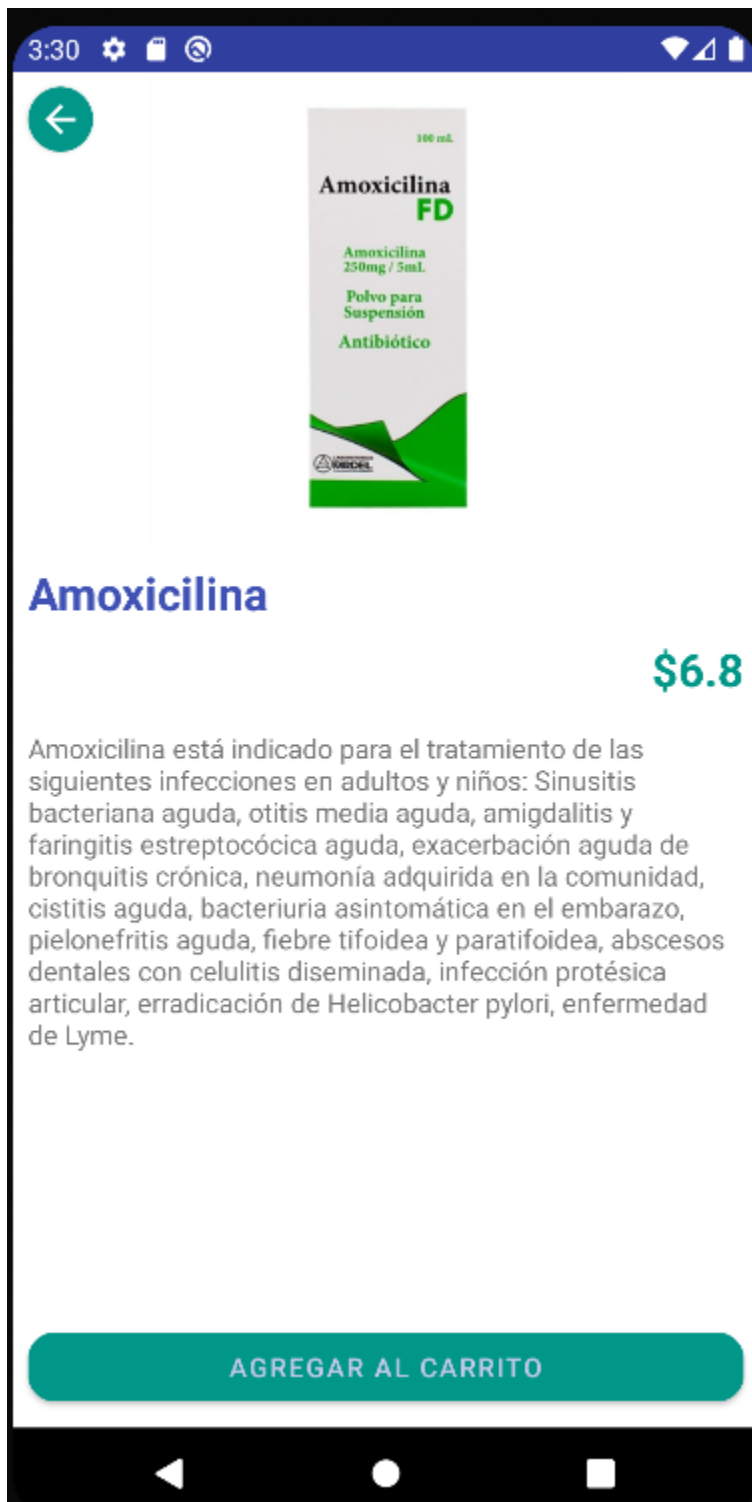 3:30
100 mL
Amoxicilina
FD
Amoxicilina
250mg / 5mL
Polvo para
Suspensión
Antibiótico
Amoxicilina
$6.8
Amoxicilina está indicado para el tratamiento de las
siguientes infecciones en adultos y niños: Sinusitis
bacteriana aguda, otitis media aguda, amigdalitis y
faringitis estreptocócica aguda, exacerbación aguda de
bronquitis crónica, neumonía adquirida en la comunidad,
cistitis aguda, bacteriuria asintomática en el embarazo,
pielonefritis aguda, fiebre tifoidea y paratifoidea, abscesos
dentales con celulitis diseminada, infección protésica
articular, erradicación de Helicobacter pylori, enfermedad
de Lyme.
AGREGAR AL CARRITO